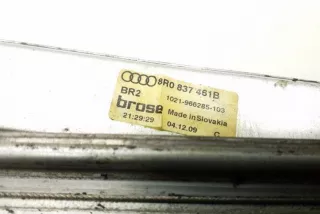 8R0 837 461B
BR2
1021-966285-103
brose
Made in Slovakia
21:29:29
04.12.09
C